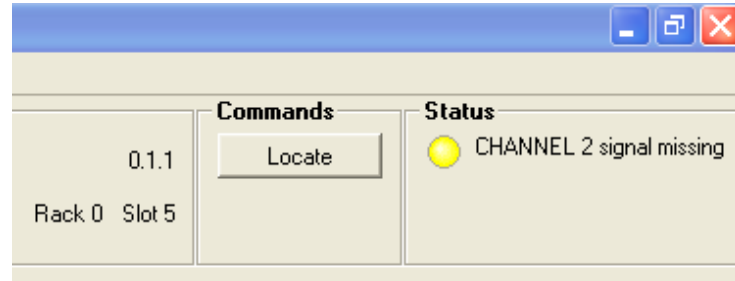 Commands
Status
0.1.1
Locate
CHANNEL 2 signal missing
Rack 0 Slot 5